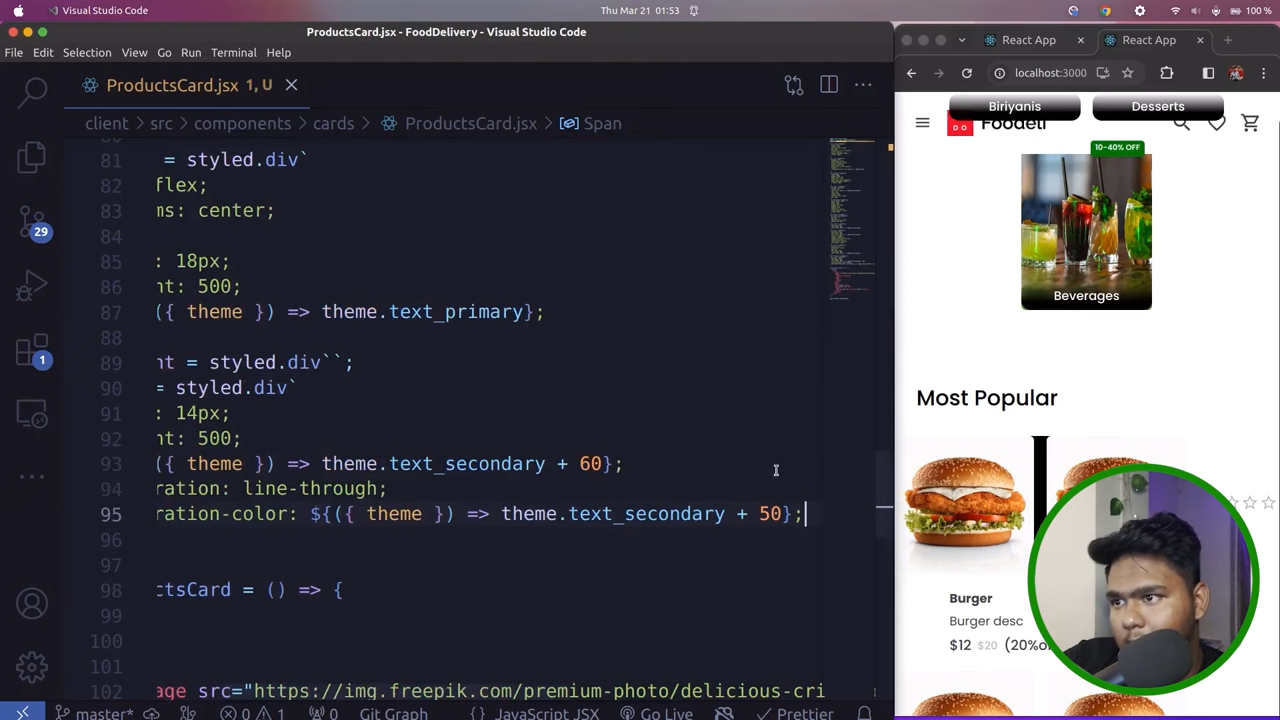 Visual Studio Code
Thu Mar 21 01:53
100 %
ProductsCard.jsx - FoodDelivery - Visual Studio Code
File Edit Selection View Go Run Terminal Help
ProductsCard.jsx 1, U
client > src > components > cards > ProductsCard.jsx > Span
81 = styled.div`
82 flex;
83 ms: center;
84
85 : 18px;
86 nt: 500;
87 ({ theme }) => theme.text_primary};
88
89 nt = styled.div``;
90 = styled.div`
91 : 14px;
92 nt: 500;
93 ({ theme }) => theme.text_secondary + 60};
94 ration: line-through;
95 ration-color: ${({ theme }) => theme.text_secondary + 50};
96
97
98 ctsCard = () => {
99
100
101
102 age src="https://img.freepik.com/premium-photo/delicious-cri
29
1
master* 0 1 0 Git Graph {} JavaScript JSX Go Live Prettier
React App React App
localhost:3000
Biriyanis Desserts
DO Foodeli
10-40% OFF
Beverages
Most Popular
Burger
Burger desc
$12 $20 (20%o